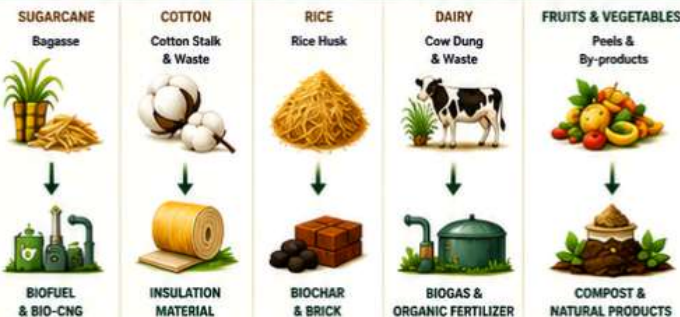 SUGARCANE
Bagasse
BIOFUEL
& BIO-CNG
COTTON
Cotton Stalk
& Waste
INSULATION
MATERIAL
RICE
Rice Husk
BIOCHAR
& BRICK
DAIRY
Cow Dung
& Waste
BIOGAS &
ORGANIC FERTILIZER
FRUITS & VEGETABLES
Peels &
By-products
COMPOST &
NATURAL PRODUCTS